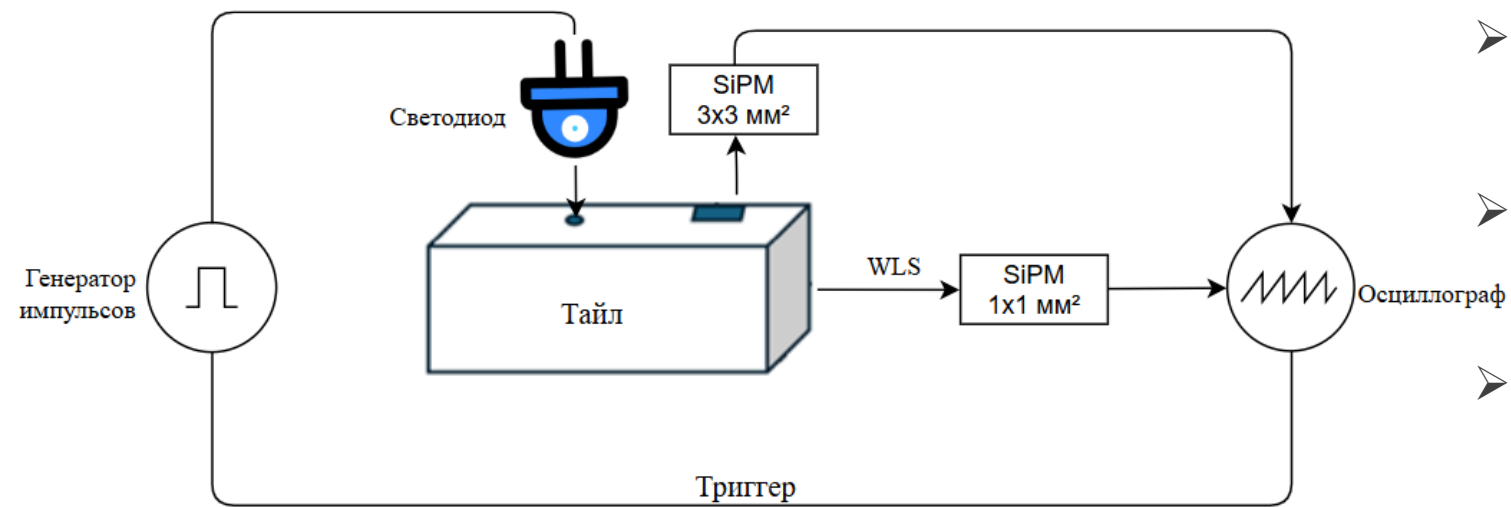 SiPM
3x3 мм²
Светодиод
WLS
SiPM
1x1 мм²
Генератор
импульсов
Тайл
Осциллограф
Триггер